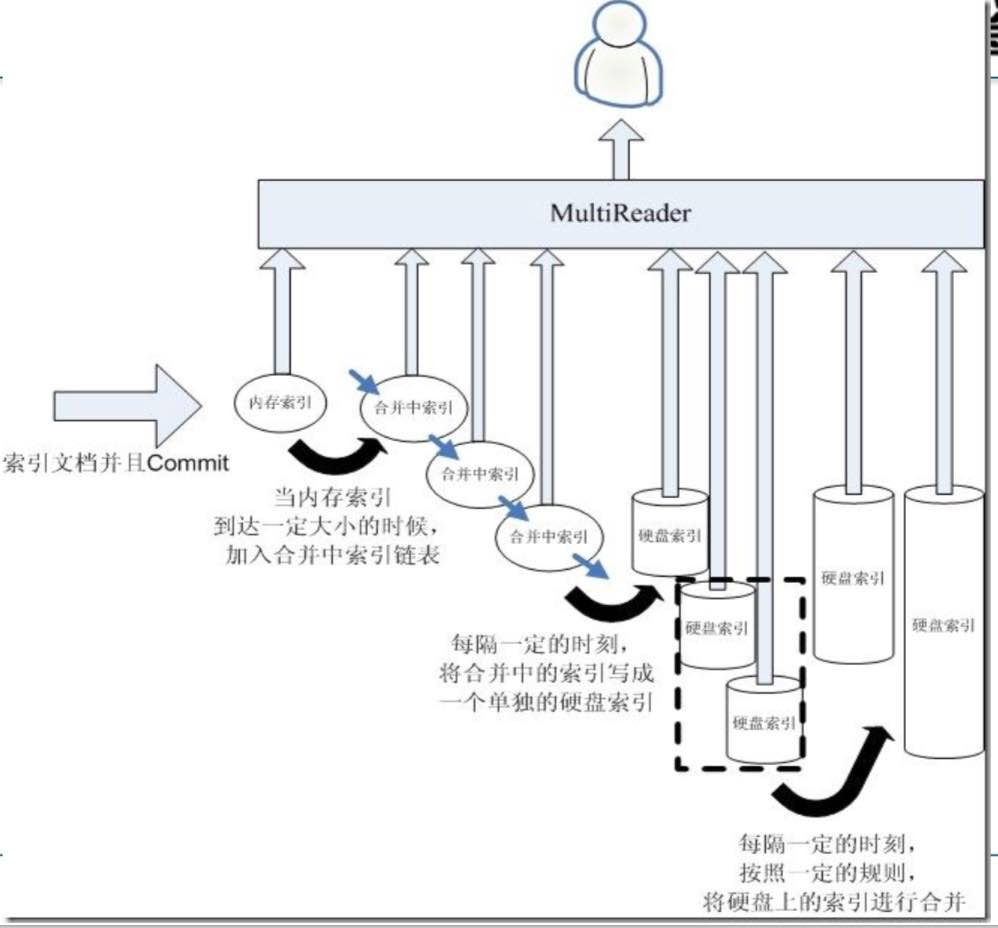 MultiReader
内存索引
合并中索引
索引文档并且Commit
合并中索引
当内存索引
到达一定大小的时候，
加入合并中索引链表
合并中索引
硬盘索引
硬盘索引
硬盘索引
硬盘索引
硬盘索引
每隔一定的时刻，
将合并中的索引写成
一个单独的硬盘索引
每隔一定的时刻，
按照一定的规则，
将硬盘上的索引进行合并